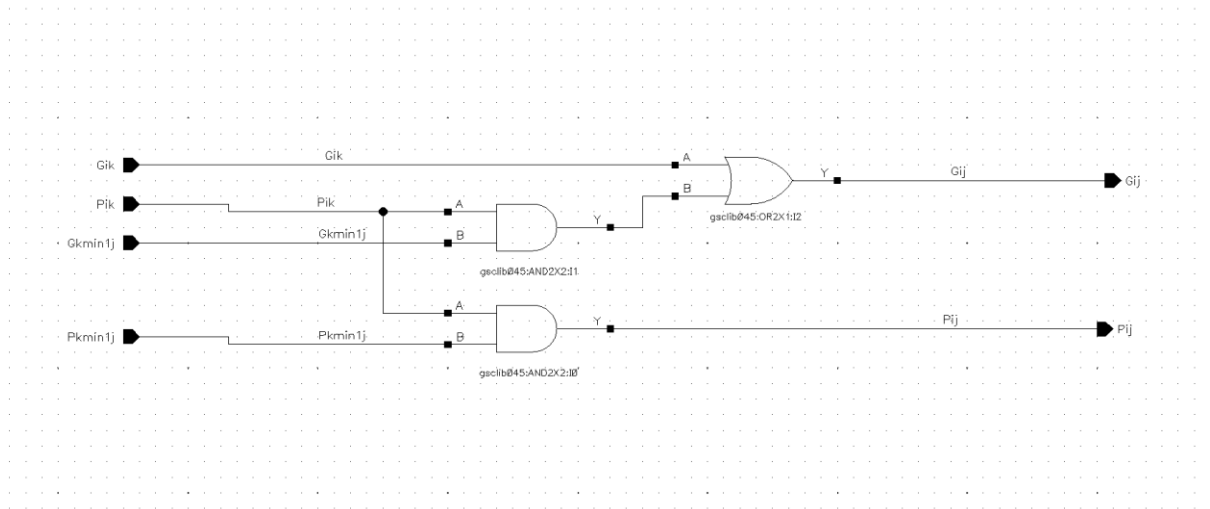 Gik
Gik
A
Y
Gij
Gij
B
gsclib045:OR2X1:I2
Pik
Pik
A
Y
Gkmin1j
Gkmin1j
B
gsclib045:AND2X2:I1
A
Y
Pij
Pij
Pkmin1j
Pkmin1j
B
gsclib045:AND2X2:I0